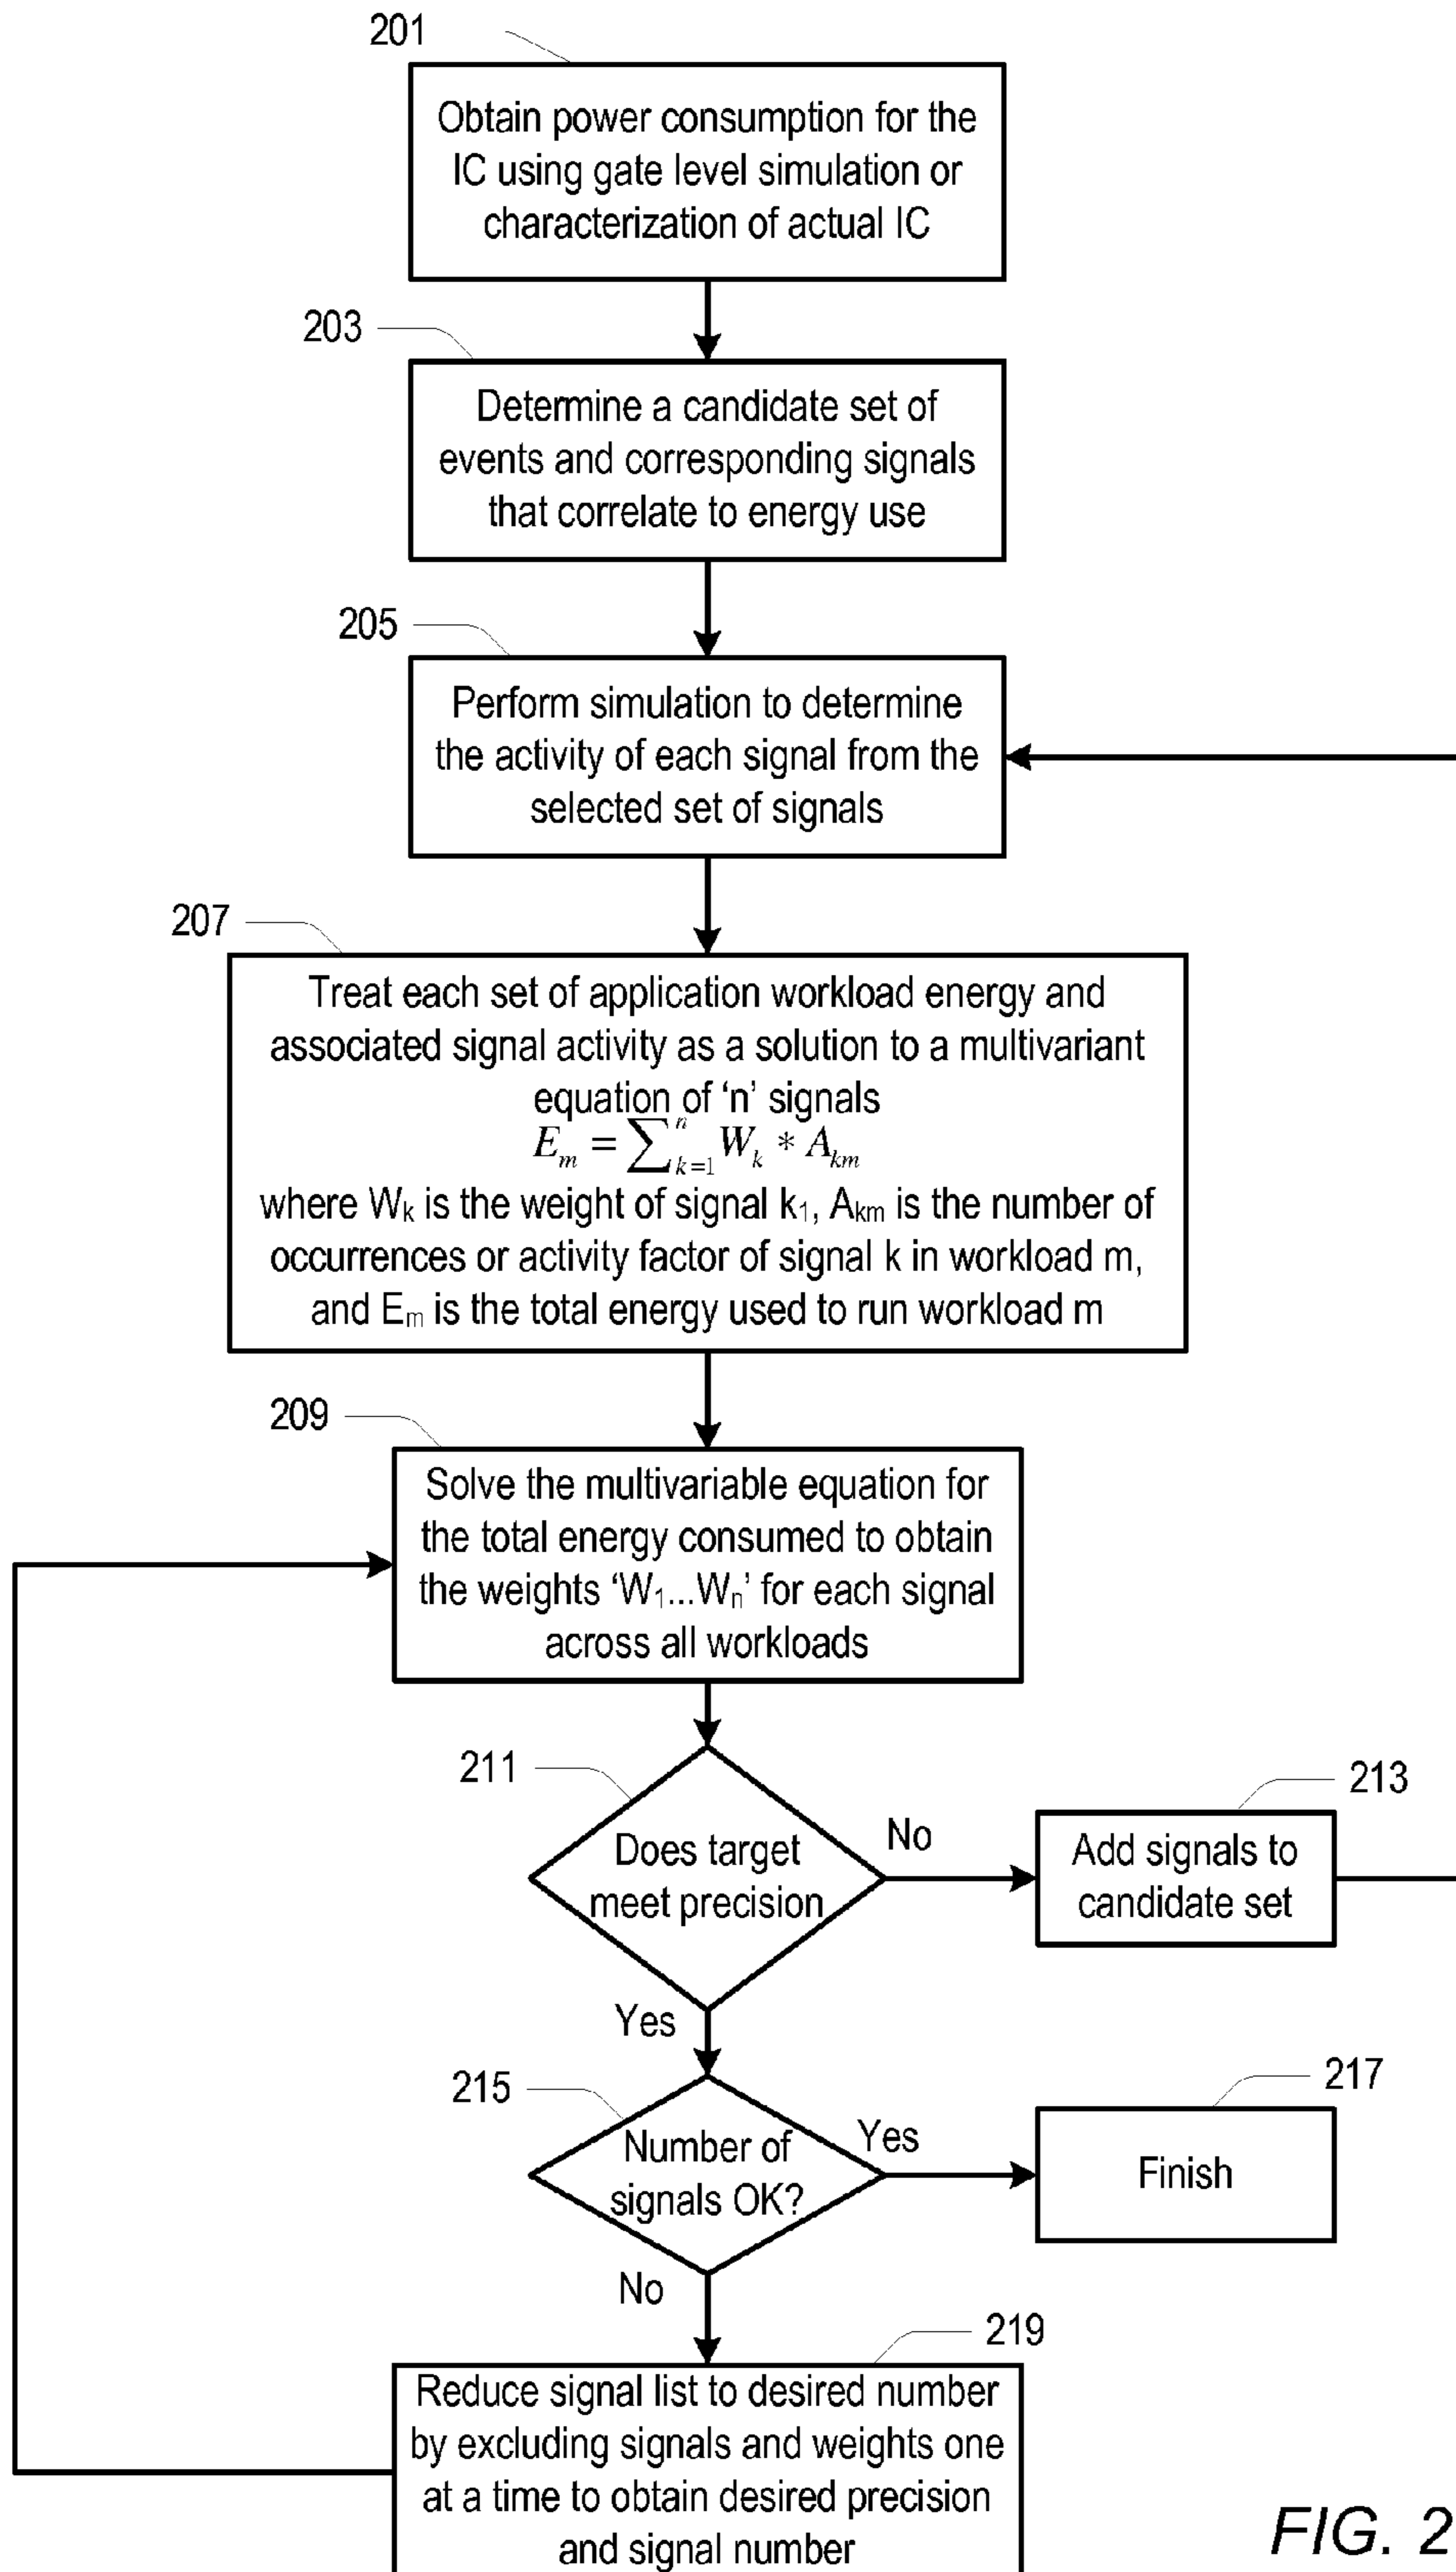 201
Obtain power consumption for the
IC using gate level simulation or
characterization of actual IC
203
Determine a candidate set of
events and corresponding signals
that correlate to energy use
205
Perform simulation to determine
the activity of each signal from the
selected set of signals
207
Treat each set of application workload energy and
associated signal activity as a solution to a multivariant
equation of ‘n’ signals
E_m = ∑_{k=1}^{n} W_k * A_{km}
where W_k is the weight of signal k_1, A_{km} is the number of
occurrences or activity factor of signal k in workload m,
and E_m is the total energy used to run workload m
209
Solve the multivariable equation for
the total energy consumed to obtain
the weights ‘W_1...W_n’ for each signal
across all workloads
211
Does target
meet precision
No
213
Add signals to
candidate set
Yes
215
Number of
signals OK?
Yes
217
Finish
No
219
Reduce signal list to desired number
by excluding signals and weights one
at a time to obtain desired precision
and signal number
FIG. 2